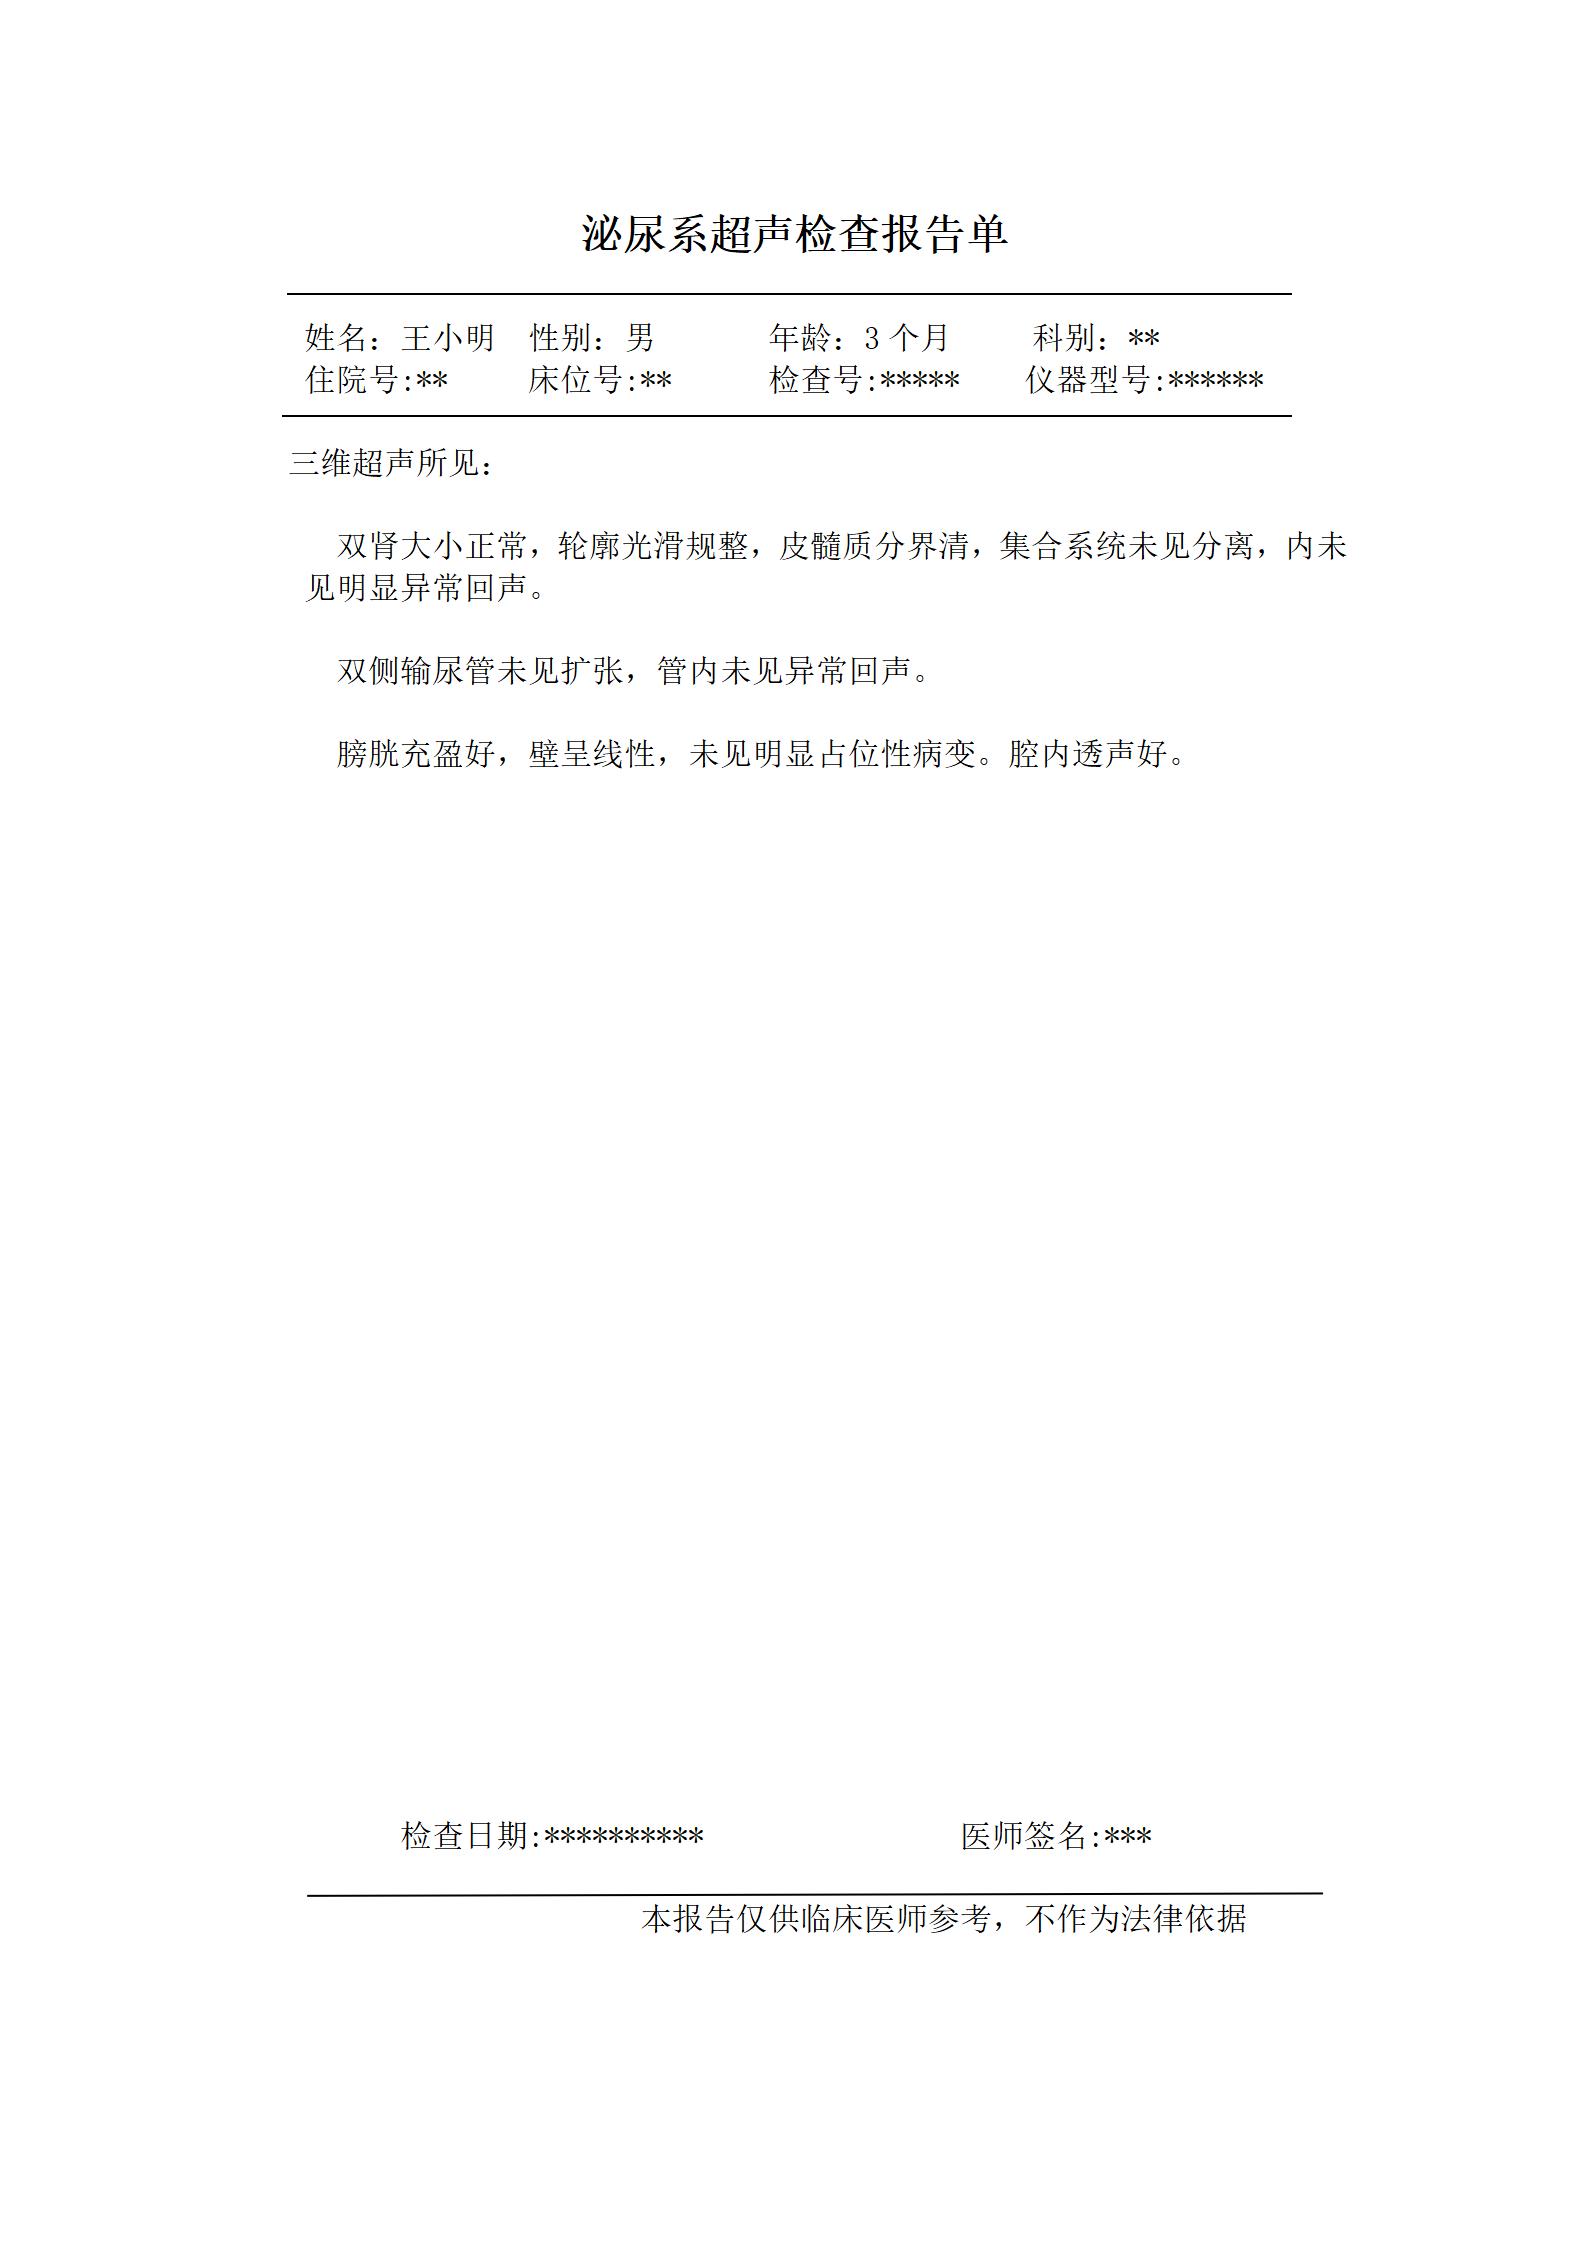 泌尿系超声检查报告单
姓名：王小明 性别：男 年龄：3 个月 科别：**
住院号:** 床位号:** 检查号:***** 仪器型号:******
三维超声所见：
双肾大小正常，轮廓光滑规整，皮髓质分界清，集合系统未见分离，内未
见明显异常回声。
双侧输尿管未见扩张，管内未见异常回声。
膀胱充盈好，壁呈线性，未见明显占位性病变。腔内透声好。
检查日期:********** 医师签名:***
本报告仅供临床医师参考，不作为法律依据